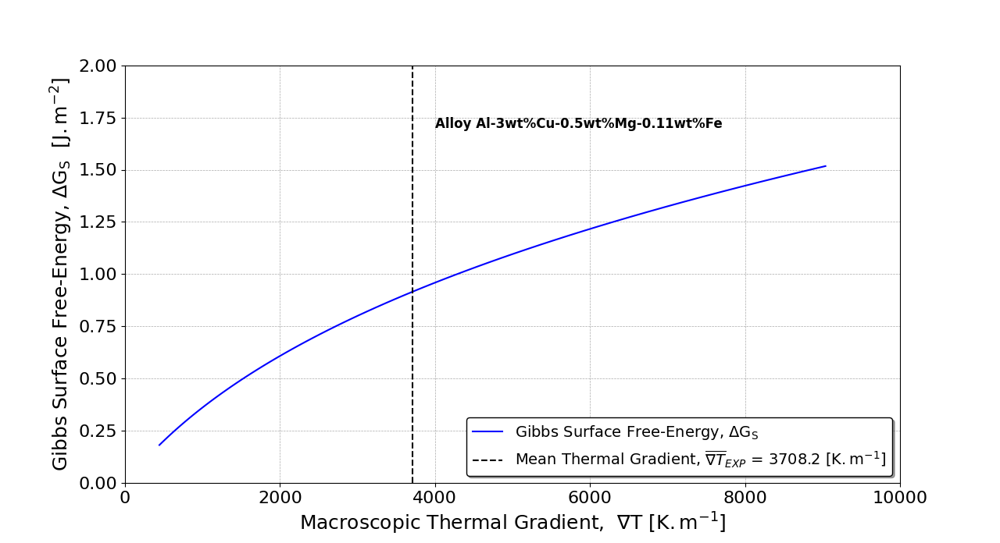 Gibbs Surface Free-Energy, ΔG_S [J.m⁻²]
2.00
1.75
1.50
1.25
1.00
0.75
0.50
0.25
0.00
Alloy Al-3wt%Cu-0.5wt%Mg-0.11wt%Fe
Gibbs Surface Free-Energy, ΔG_S
Mean Thermal Gradient, \overline{∇T}_{EXP} = 3708.2 [K.m⁻¹]
0 2000 4000 6000 8000 10000
Macroscopic Thermal Gradient, ∇T [K.m⁻¹]